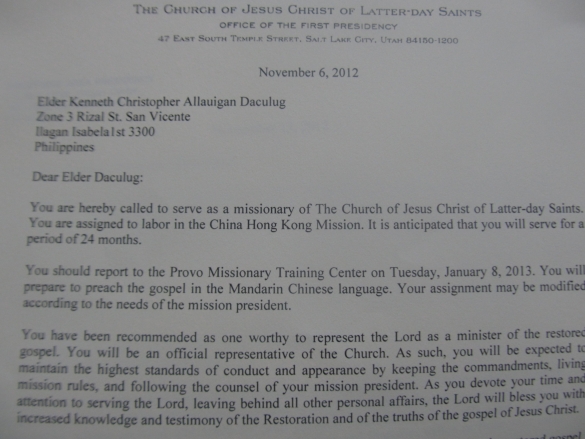 THE CHURCH OF JESUS CHRIST OF LATTER-DAY SAINTS
OFFICE OF THE FIRST PRESIDENCY
47 EAST SOUTH TEMPLE STREET, SALT LAKE CITY, UTAH 84150-1200
November 6, 2012
Elder Kenneth Christopher Allauigan Daculug
Zone 3 Rizal St. San Vicente
Ilagan Isabela1st 3300
Philippines
Dear Elder Daculug:
You are hereby called to serve as a missionary of The Church of Jesus Christ of Latter-day Saints.
You are assigned to labor in the China Hong Kong Mission. It is anticipated that you will serve for a
period of 24 months.
You should report to the Provo Missionary Training Center on Tuesday, January 8, 2013. You will
prepare to preach the gospel in the Mandarin Chinese language. Your assignment may be modified
according to the needs of the mission president.
You have been recommended as one worthy to represent the Lord as a minister of the restored
gospel. You will be an official representative of the Church. As such, you will be expected to
maintain the highest standards of conduct and appearance by keeping the commandments, living
mission rules, and following the counsel of your mission president. As you devote your time and
attention to serving the Lord, leaving behind all other personal affairs, the Lord will bless you with
increased knowledge and testimony of the Restoration and of the truths of the gospel of Jesus Christ.